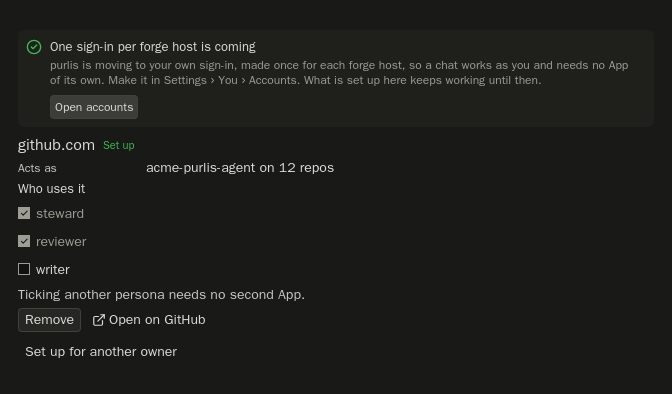 One sign-in per forge host is coming
purlis is moving to your own sign-in, made once for each forge host, so a chat works as you and needs no App
of its own. Make it in Settings › You › Accounts. What is set up here keeps working until then.
Open accounts
github.com Set up
Acts as acme-purlis-agent on 12 repos
Who uses it
steward
reviewer
writer
Ticking another persona needs no second App.
Remove Open on GitHub
Set up for another owner